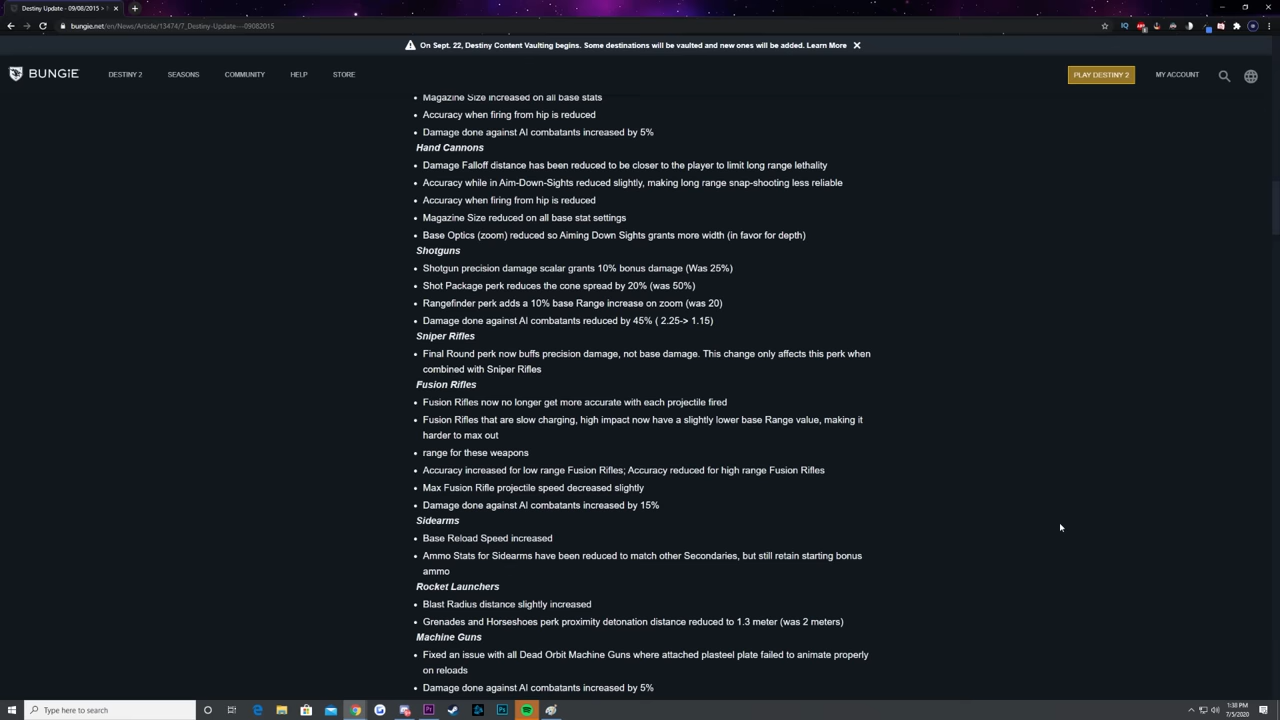 Destiny Update - 09/08/2015
bungie.net/en/News/Article/13474/7_Destiny-Update---09082015
On Sept. 22, Destiny Content Vaulting begins. Some destinations will be vaulted and new ones will be added. Learn More
BUNGiE
DESTINY 2
SEASONS
COMMUNITY
HELP
STORE
PLAY DESTINY 2
MY ACCOUNT
Magazine Size increased on all base stats
Accuracy when firing from hip is reduced
Damage done against AI combatants increased by 5%
Hand Cannons
Damage Falloff distance has been reduced to be closer to the player to limit long range lethality
Accuracy while in Aim-Down-Sights reduced slightly, making long range snap-shooting less reliable
Accuracy when firing from hip is reduced
Magazine Size reduced on all base stat settings
Base Optics (zoom) reduced so Aiming Down Sights grants more width (in favor for depth)
Shotguns
Shotgun precision damage scalar grants 10% bonus damage (Was 25%)
Shot Package perk reduces the cone spread by 20% (was 50%)
Rangefinder perk adds a 10% base Range increase on zoom (was 20)
Damage done against AI combatants reduced by 45% ( 2.25-> 1.15)
Sniper Rifles
Final Round perk now buffs precision damage, not base damage. This change only affects this perk when
combined with Sniper Rifles
Fusion Rifles
Fusion Rifles now no longer get more accurate with each projectile fired
Fusion Rifles that are slow charging, high impact now have a slightly lower base Range value, making it
harder to max out
range for these weapons
Accuracy increased for low range Fusion Rifles; Accuracy reduced for high range Fusion Rifles
Max Fusion Rifle projectile speed decreased slightly
Damage done against AI combatants increased by 15%
Sidearms
Base Reload Speed increased
Ammo Stats for Sidearms have been reduced to match other Secondaries, but still retain starting bonus
ammo
Rocket Launchers
Blast Radius distance slightly increased
Grenades and Horseshoes perk proximity detonation distance reduced to 1.3 meter (was 2 meters)
Machine Guns
Fixed an issue with all Dead Orbit Machine Guns where attached plasteel plate failed to animate properly
on reloads
Damage done against AI combatants increased by 5%
Type here to search
1:38 PM
7/5/2020